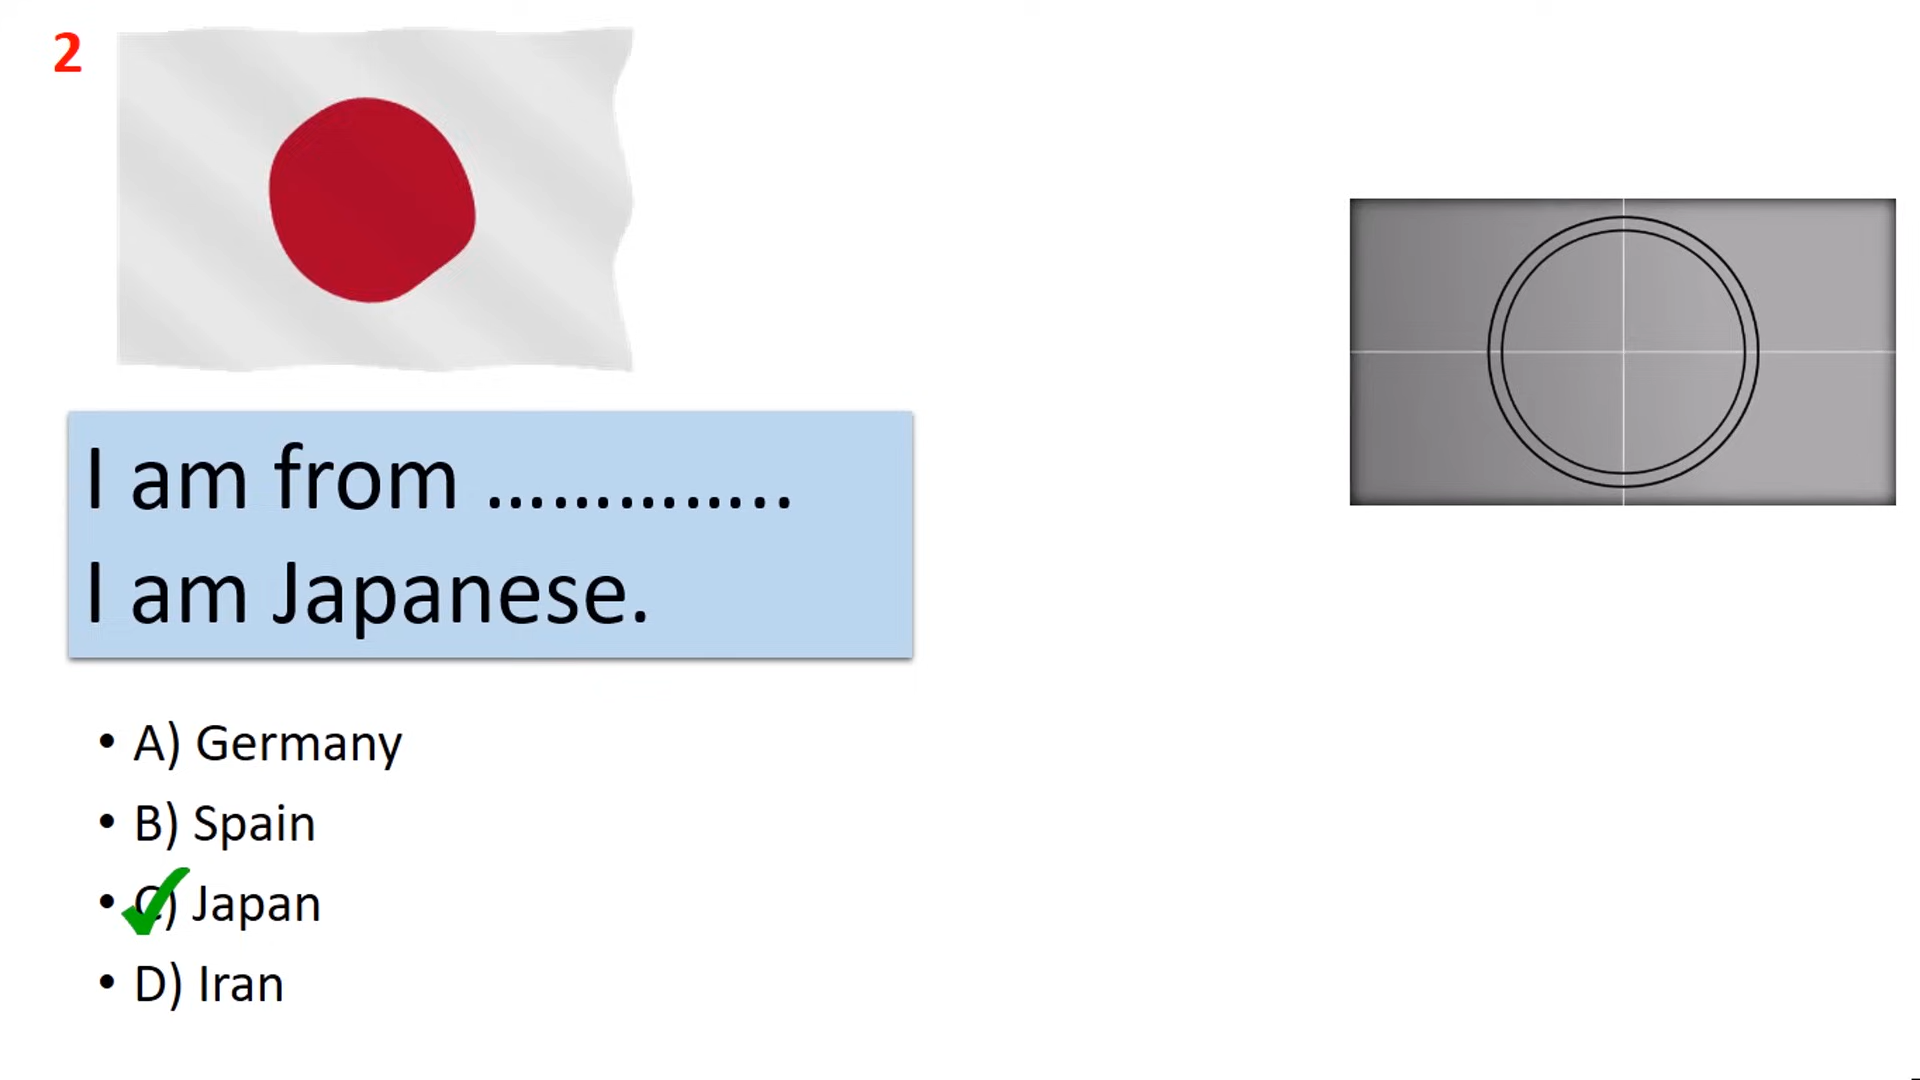 2
I am from …………..
I am Japanese.
• A) Germany
• B) Spain
• C) Japan
• D) Iran